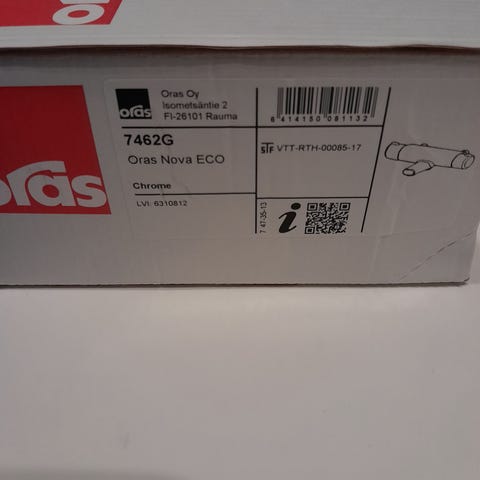 oras
oras
oras
Oras Oy
Isometsäntie 2
FI-26101 Rauma
6 414150 081132
7462G
Oras Nova ECO
STF VTT-RTH-00085-17
Chrome
LVI: 6310812
7 47-35-13
i